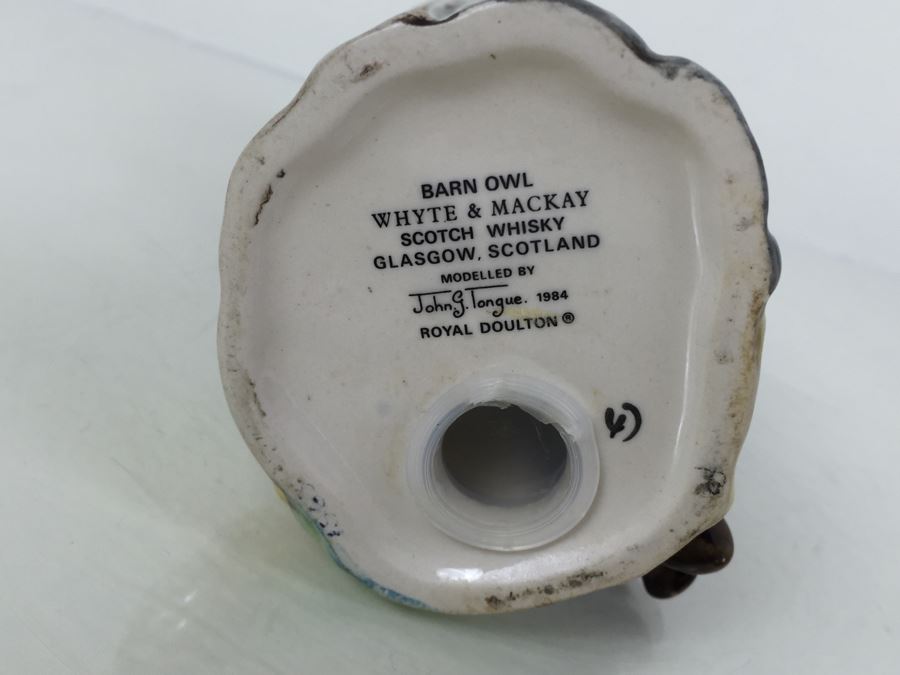 BARN OWL
WHYTE & MACKAY
SCOTCH WHISKY
GLASGOW, SCOTLAND
MODELLED BY
John G. Tongue. 1984
ROYAL DOULTON®